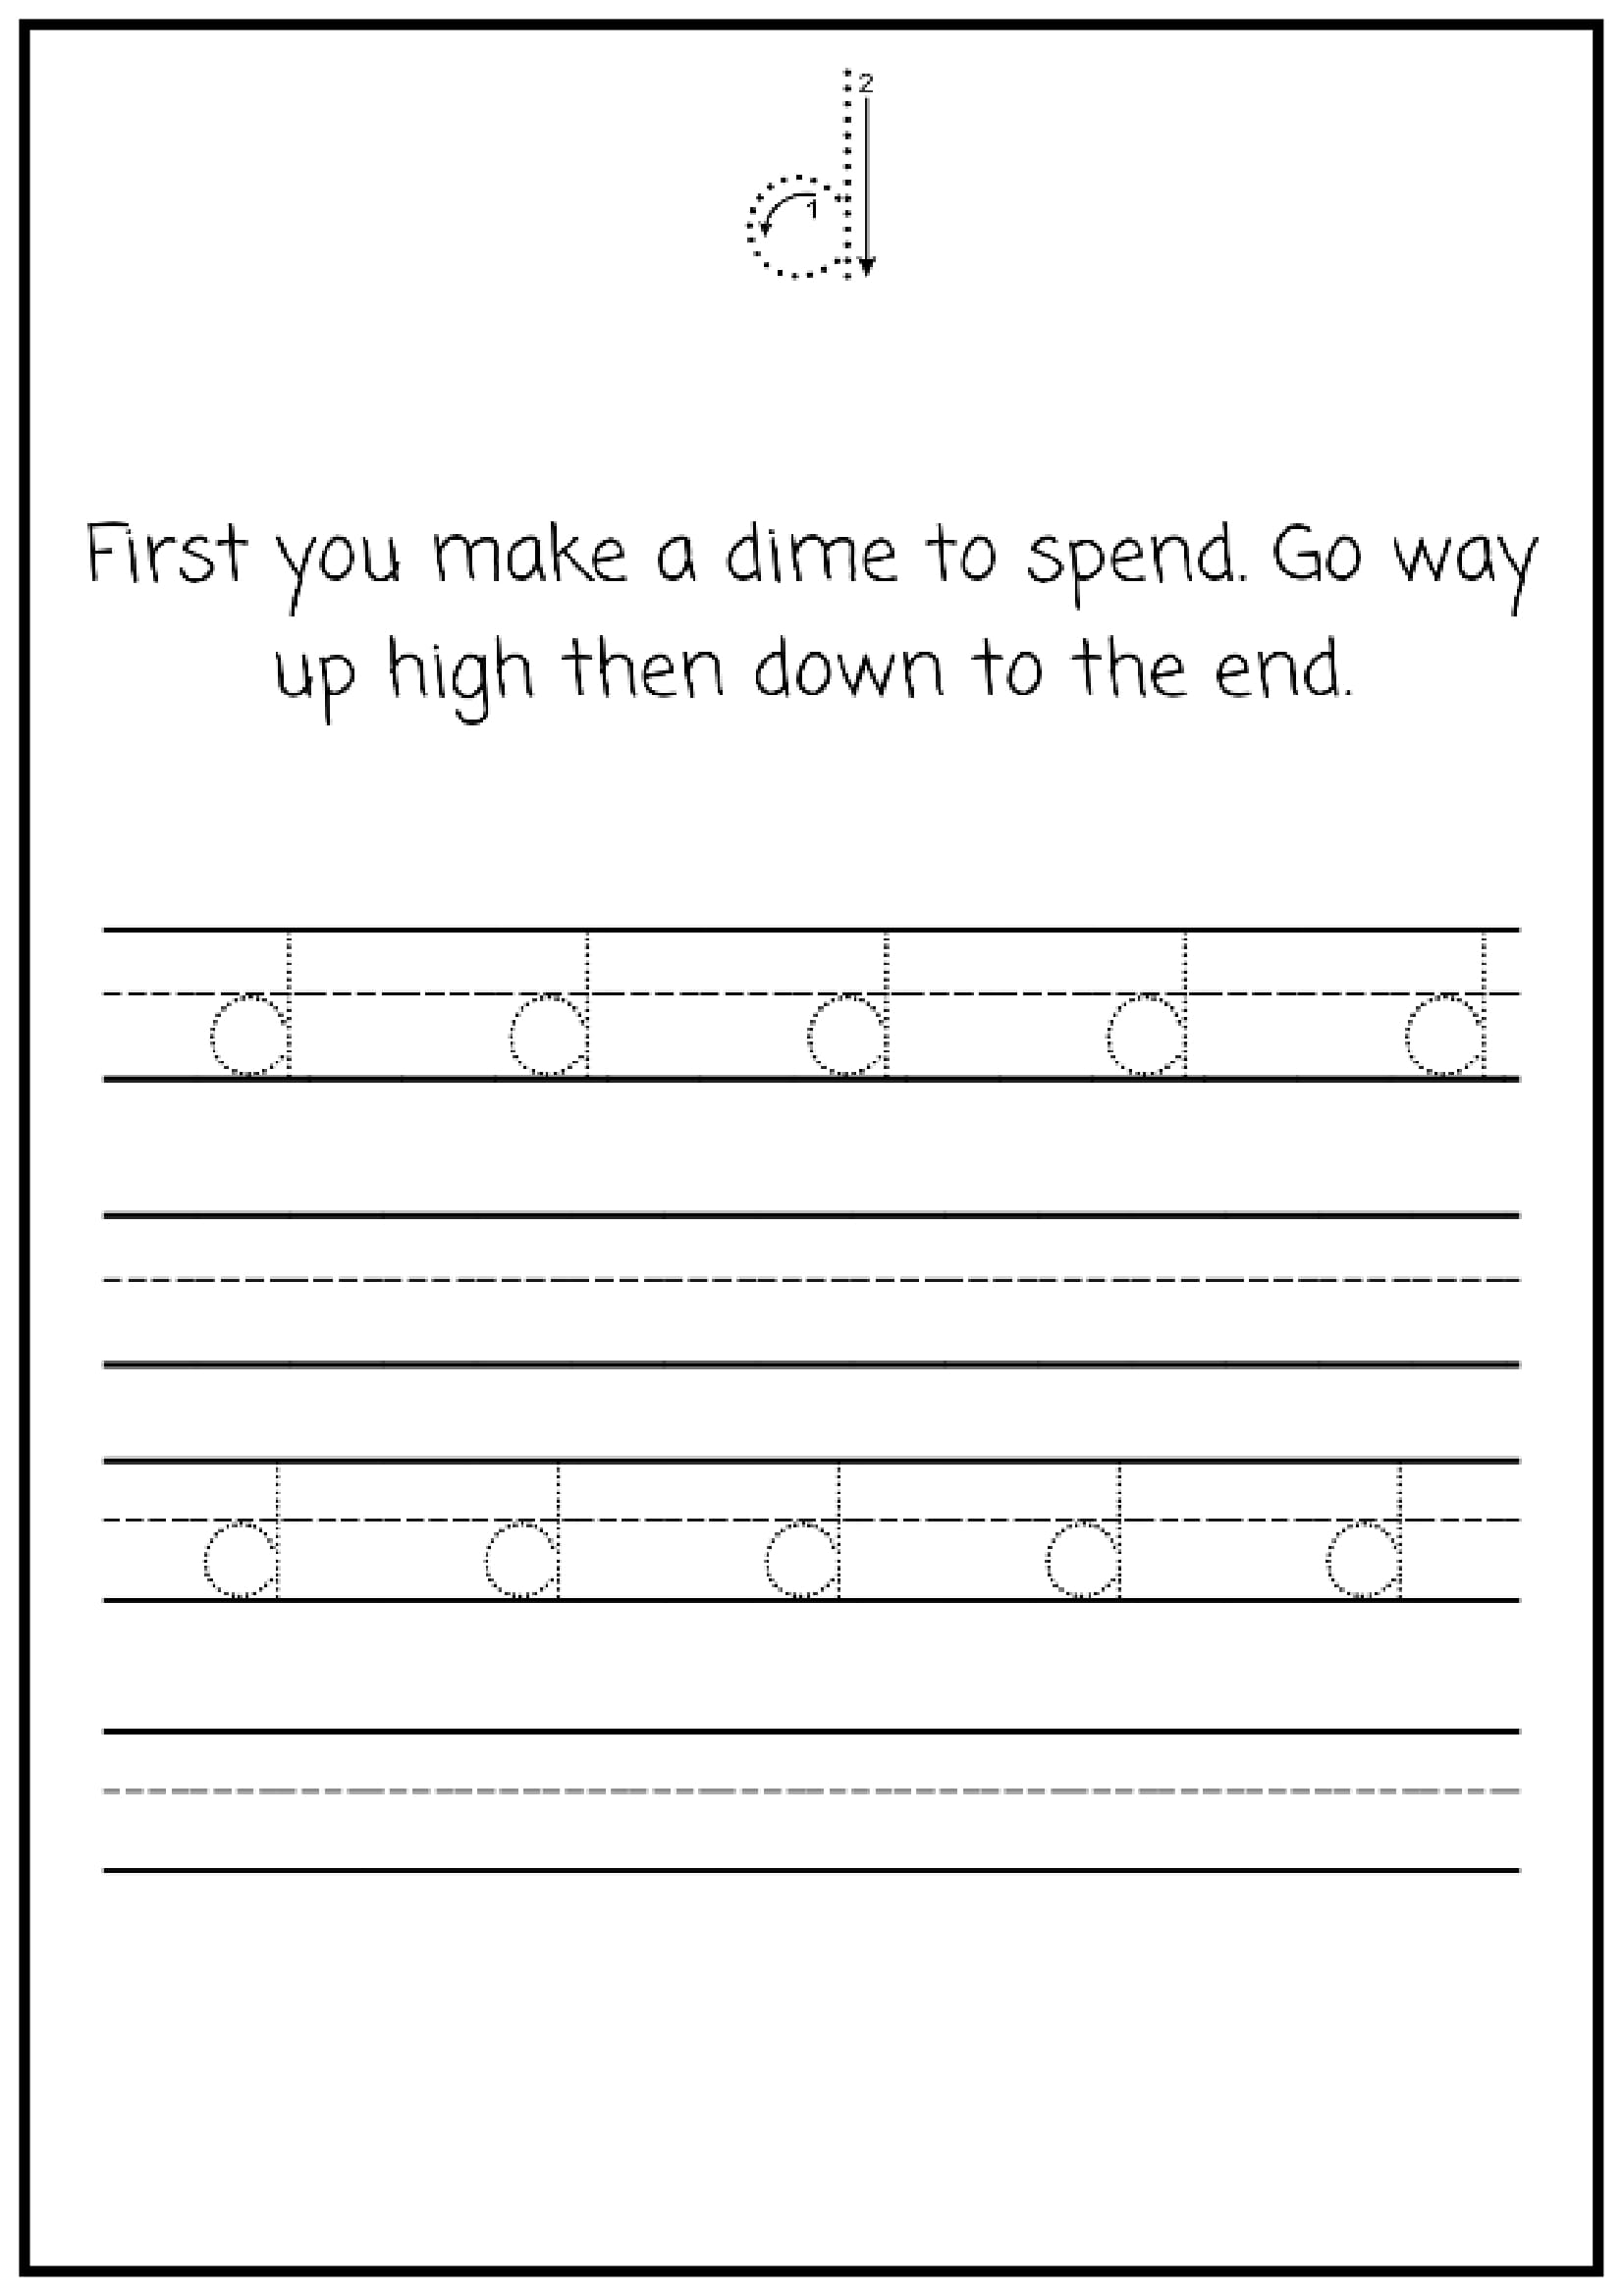 2
1
d
First you make a dime to spend. Go way
up high then down to the end.
d d d d d
d d d d d